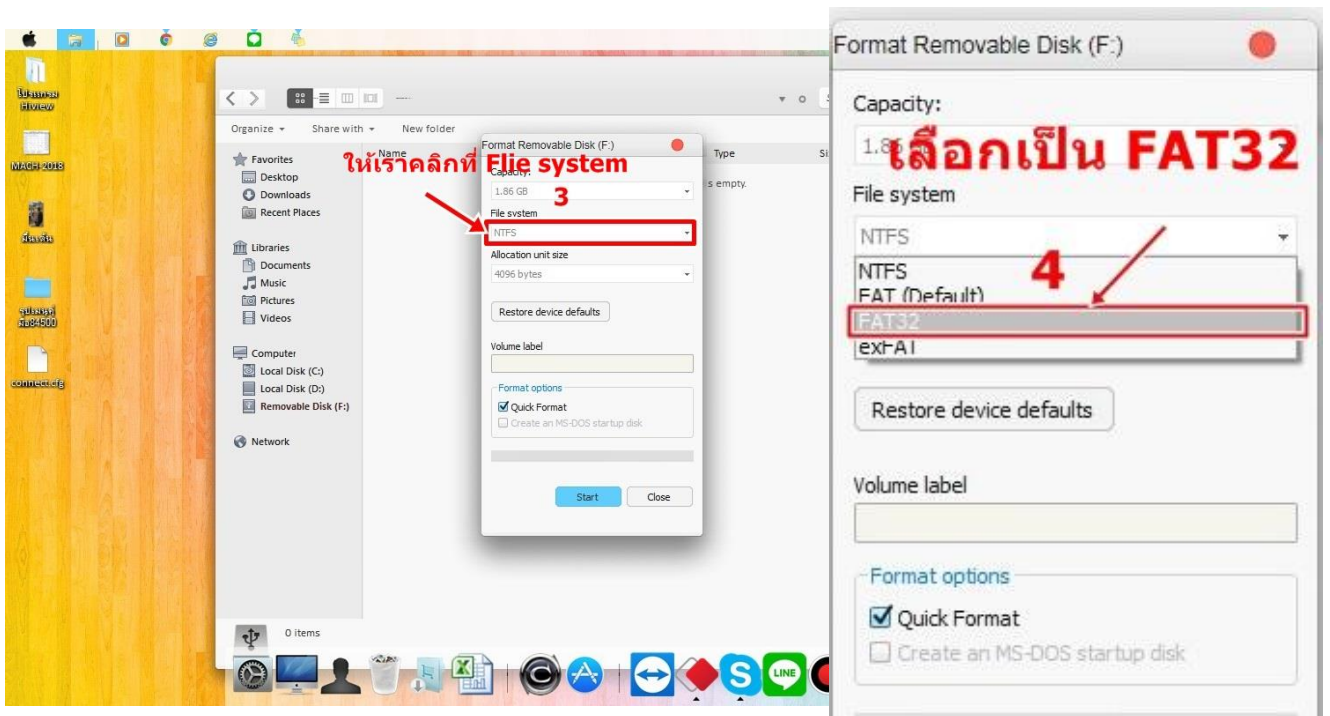 MACH-2018
connect.cfg
Organize
Share with
New folder
Favorites
Desktop
Downloads
Recent Places
Libraries
Documents
Music
Pictures
Videos
Computer
Local Disk (C:)
Local Disk (D:)
Removable Disk (F:)
Network
0 items
Name
Type
Si
s empty.
ให้เราคลิกที่ Flie system
3
Format Removable Disk (F:)
Capacity:
1.86 GB
File system
NTFS
Allocation unit size
4096 bytes
Restore device defaults
Volume label
Format options
Quick Format
Create an MS-DOS startup disk
Start
Close
LINE
Format Removable Disk (F:)
Capacity:
1.86
เลือกเป็น FAT32
File system
NTFS
NTFS
4
FAT (Default)
FAT32
exFAT
Restore device defaults
Volume label
Format options
Quick Format
Create an MS-DOS startup disk